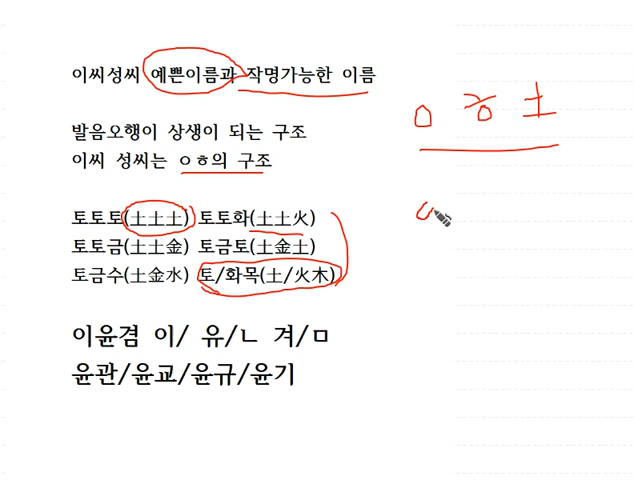 이씨성씨 예쁜이름과 작명가능한 이름
ㅇ ㅎ 土
발음오행이 상생이 되는 구조
이씨 성씨는 ㅇㅎ의 구조
토토토(土土土) 토토화(土土火)
토토금(土土金) 토금토(土金土)
토금수(土金水) 토/화목(土/火木)
이윤겸 이/ 유/ㄴ 겨/ㅁ
윤관/윤교/윤규/윤기